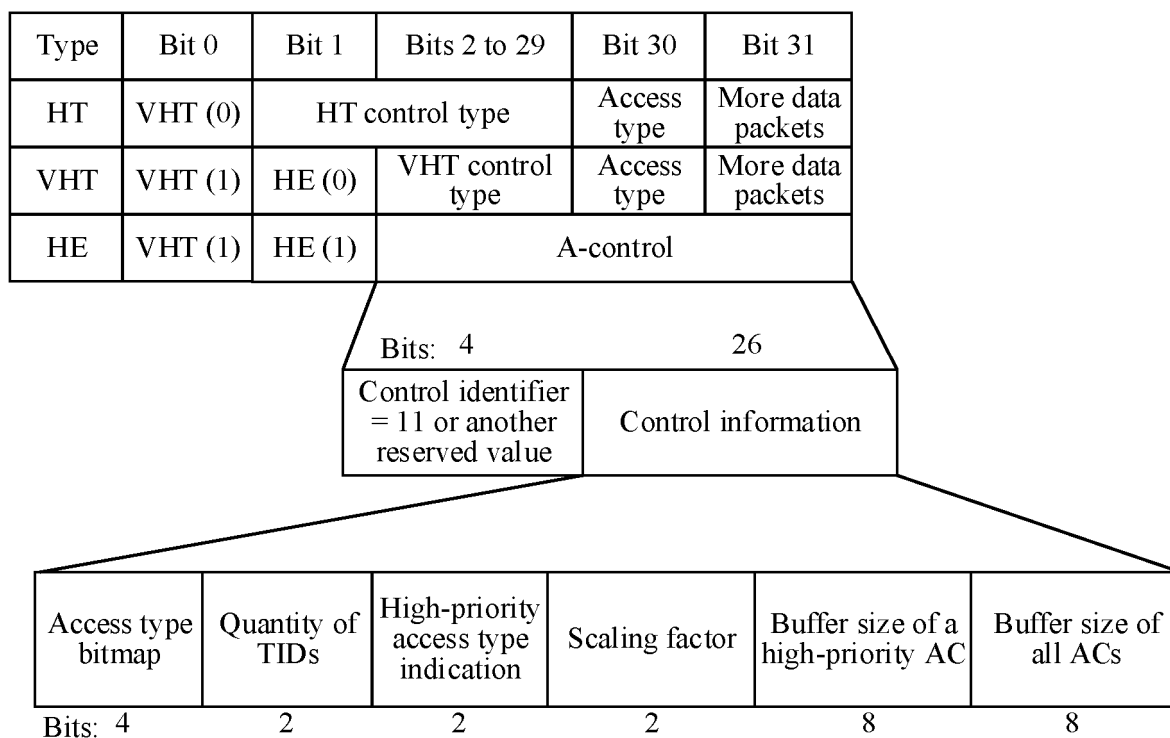 Type Bit 0 Bit 1 Bits 2 to 29 Bit 30 Bit 31
HT VHT (0) HT control type Access type More data packets
VHT VHT (1) HE (0) VHT control type Access type More data packets
HE VHT (1) HE (1) A-control
Bits: 4 26
Control identifier
= 11 or another
reserved value
Control information
Access type
bitmap
Quantity of
TIDs
High-priority
access type
indication
Scaling factor
Buffer size of a
high-priority AC
Buffer size of
all ACs
Bits: 4 2 2 2 8 8